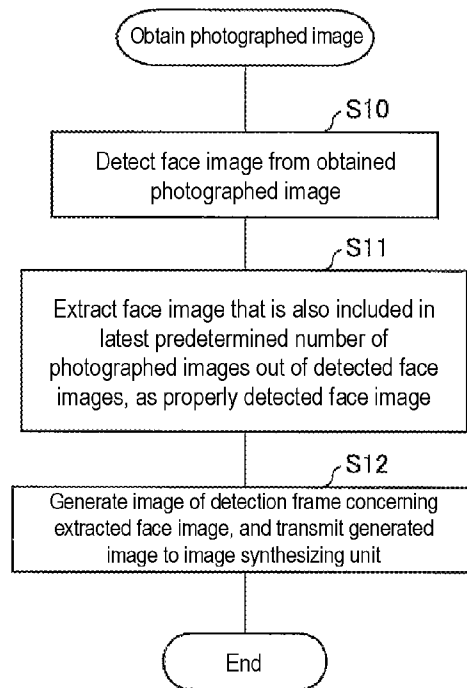 Obtain photographed image
S10
Detect face image from obtained
photographed image
S11
Extract face image that is also included in
latest predetermined number of
photographed images out of detected face
images, as properly detected face image
S12
Generate image of detection frame concerning
extracted face image, and transmit generated
image to image synthesizing unit
End